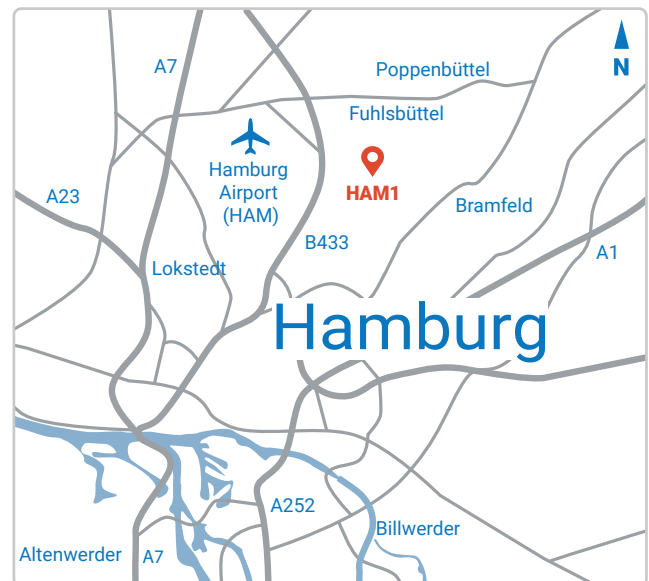 A7
Poppenbüttel
N
Fuhlsbüttel
Hamburg
Airport
(HAM)
HAM1
A23
Bramfeld
B433
A1
Lokstedt
Hamburg
A252
Billwerder
Altenwerder
A7